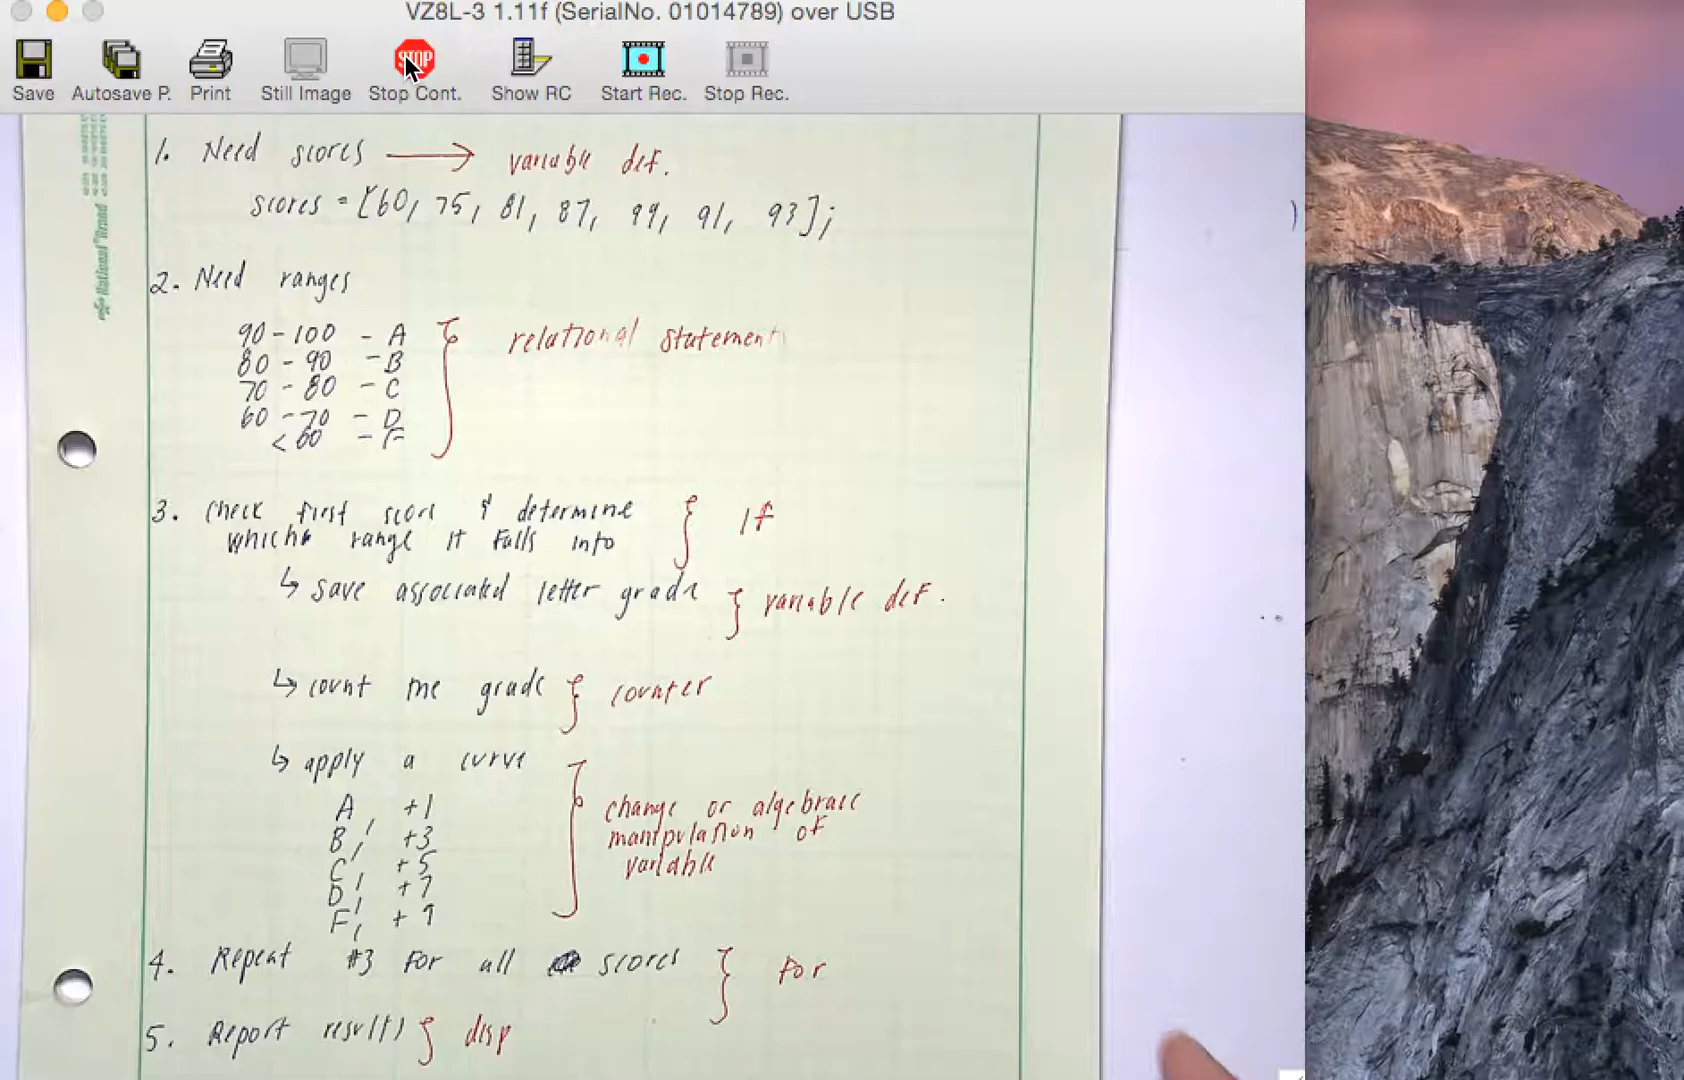 VZ8L-3 1.11f (SerialNo. 01014789) over USB
Save Autosave P. Print Still Image Stop Cont. Show RC Start Rec. Stop Rec.
STOP
National Brand
1. Need scores → variable def.
scores = [60, 75, 81, 87, 99, 91, 93];
2. Need ranges
90-100 - A
80 - 90 - B
70 - 80 - C
60 - 70 - D
<60 - F
relational statement
3. check first score & determine
which range it falls into
if
↳ save associated letter grade } variable def.
↳ count the grade } counter
↳ apply a curve
A, +1
B, +3
C, +5
D, +7
F, +9
change or algebraic
manipulation of
variable
4. Repeat #3 for all scores } for
5. Report results } disp